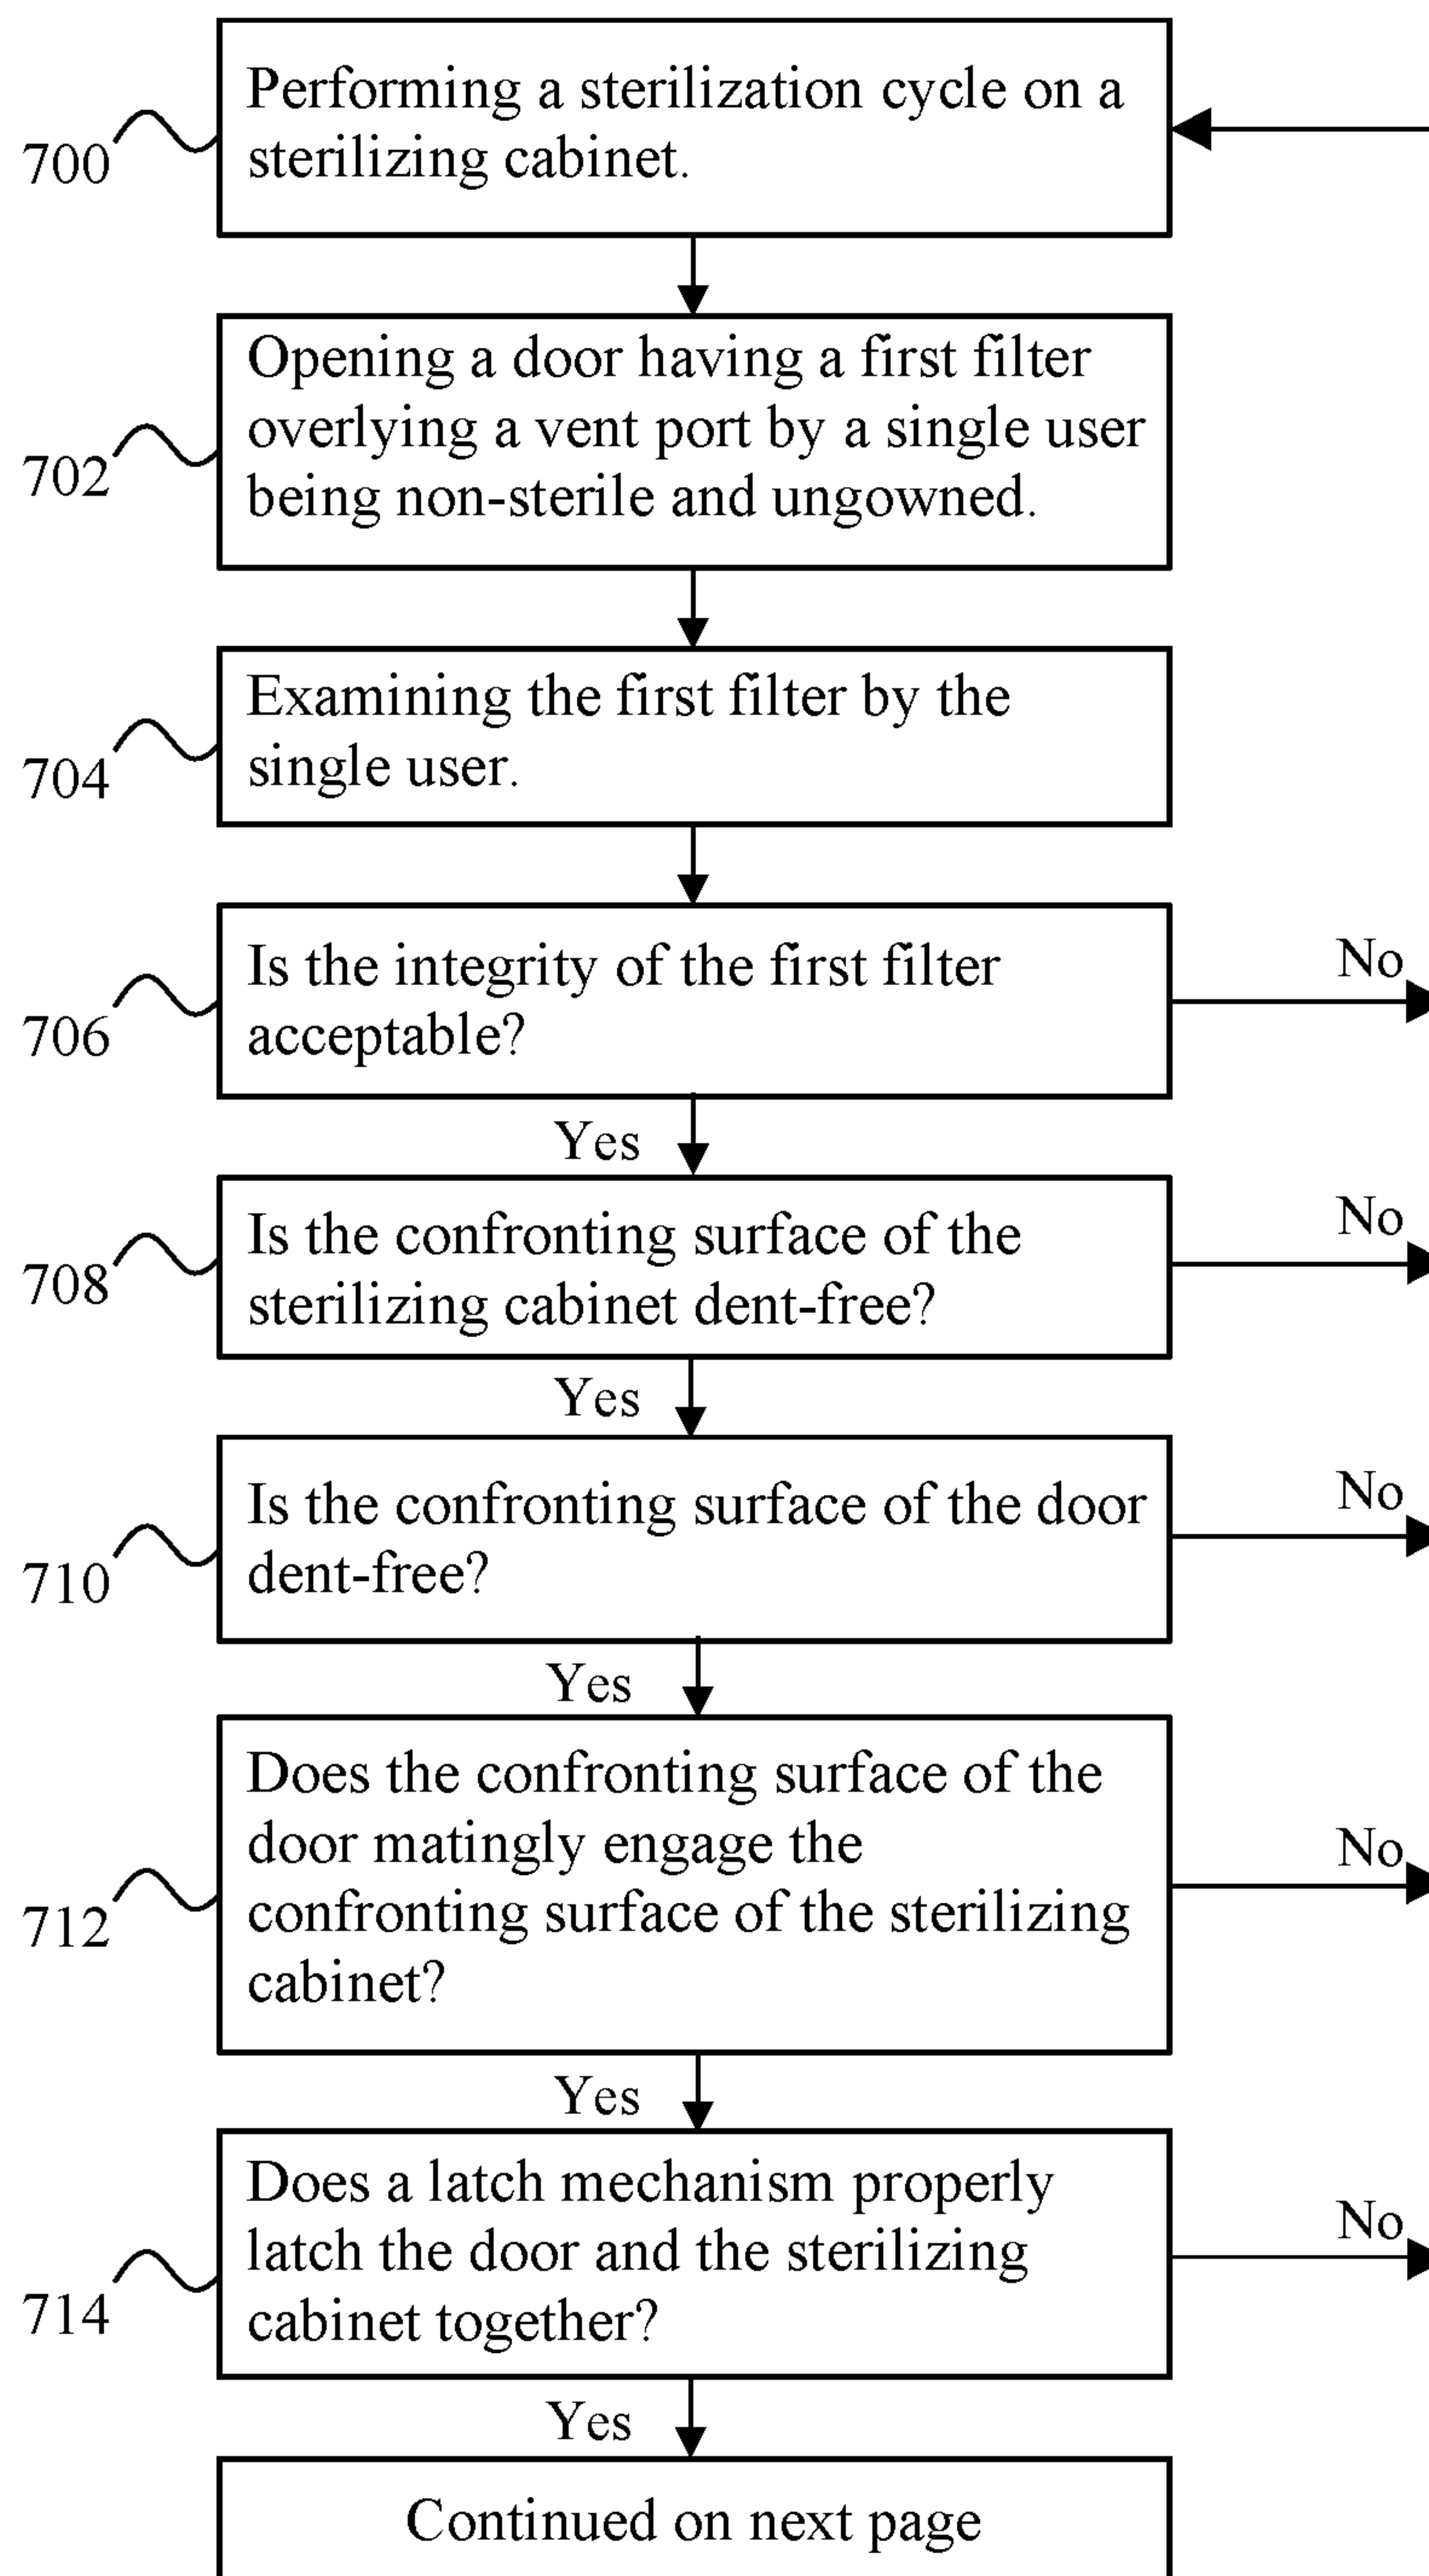 Performing a sterilization cycle on a
sterilizing cabinet.
700
Opening a door having a first filter
overlying a vent port by a single user
being non-sterile and ungowned.
702
Examining the first filter by the
single user.
704
Is the integrity of the first filter
acceptable?
706
No
Yes
Is the confronting surface of the
sterilizing cabinet dent-free?
708
No
Yes
Is the confronting surface of the door
dent-free?
710
No
Yes
Does the confronting surface of the
door matingly engage the
confronting surface of the sterilizing
cabinet?
712
No
Yes
Does a latch mechanism properly
latch the door and the sterilizing
cabinet together?
714
No
Yes
Continued on next page